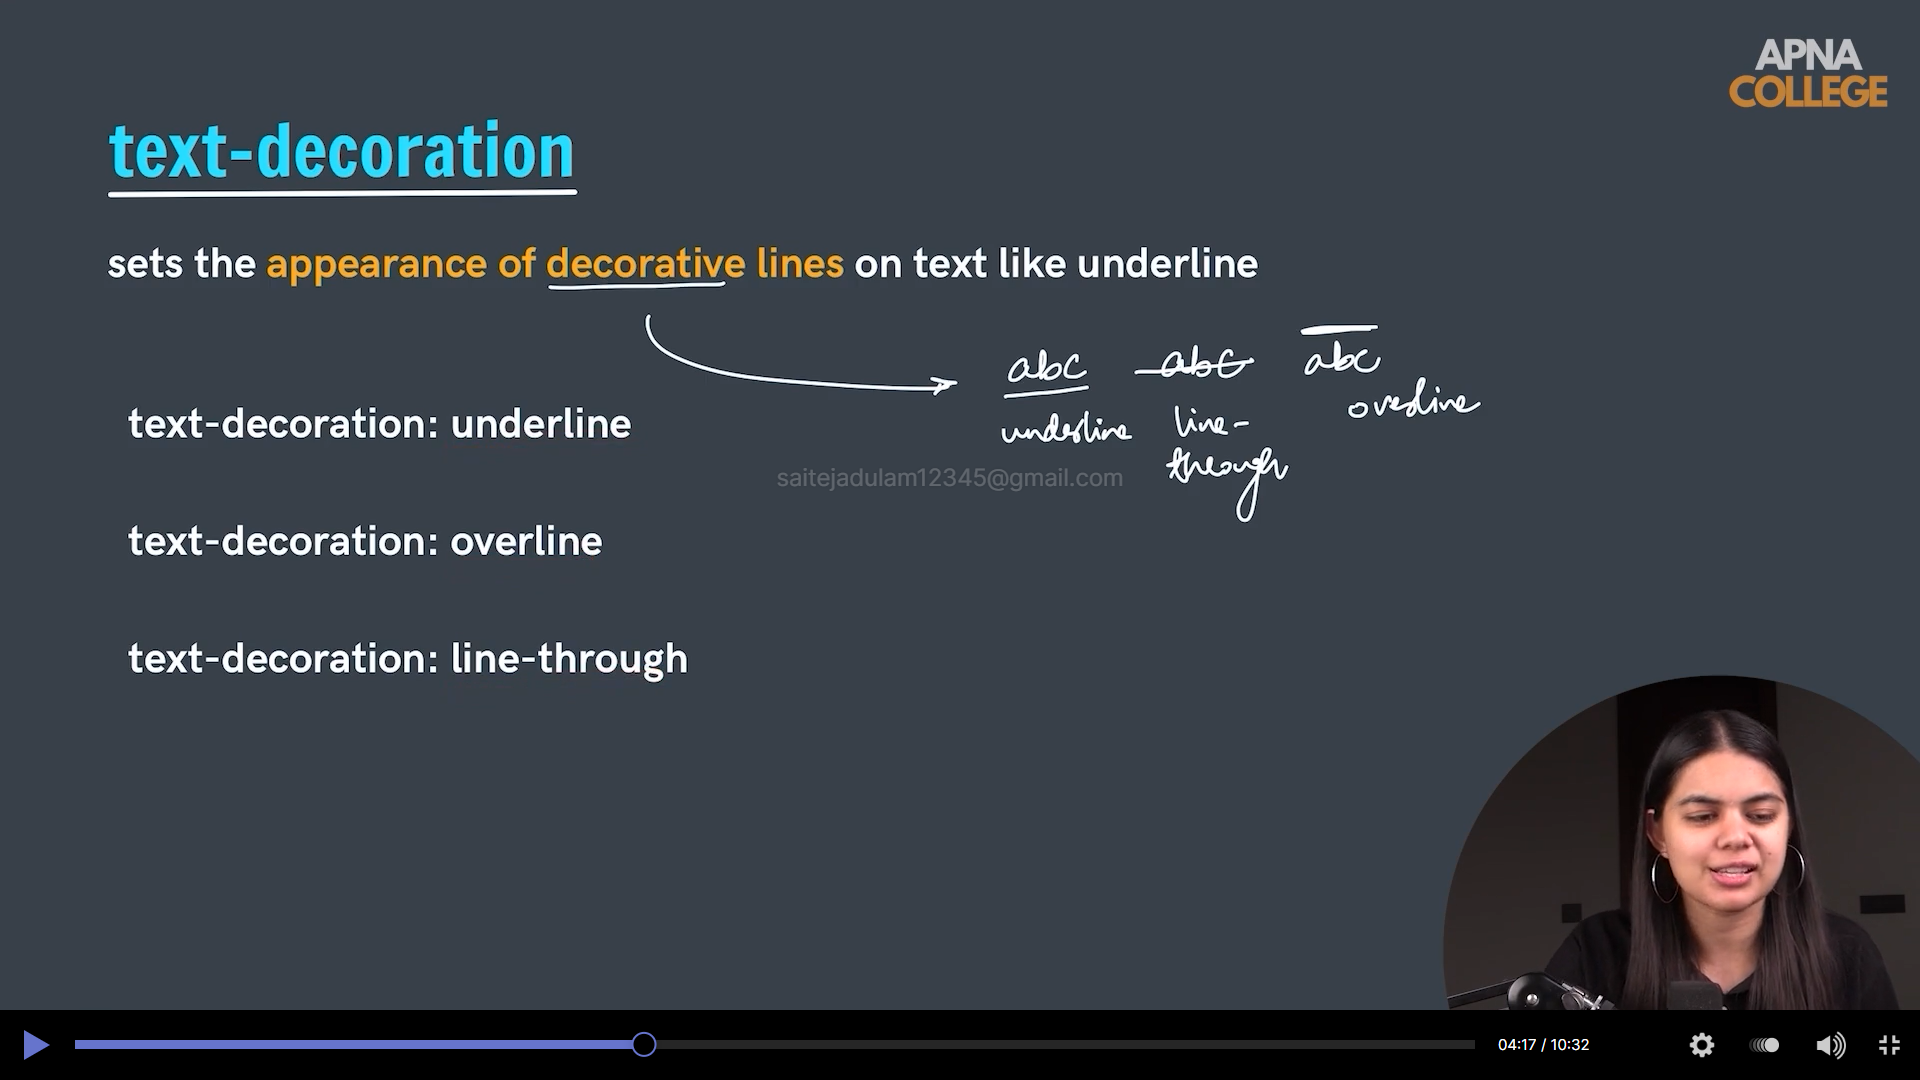 APNA
COLLEGE
text-decoration
sets the appearance of decorative lines on text like underline
abc abc abc
underline line-through overline
text-decoration: underline
saitejadulam12345@gmail.com
text-decoration: overline
text-decoration: line-through
04:17 / 10:32